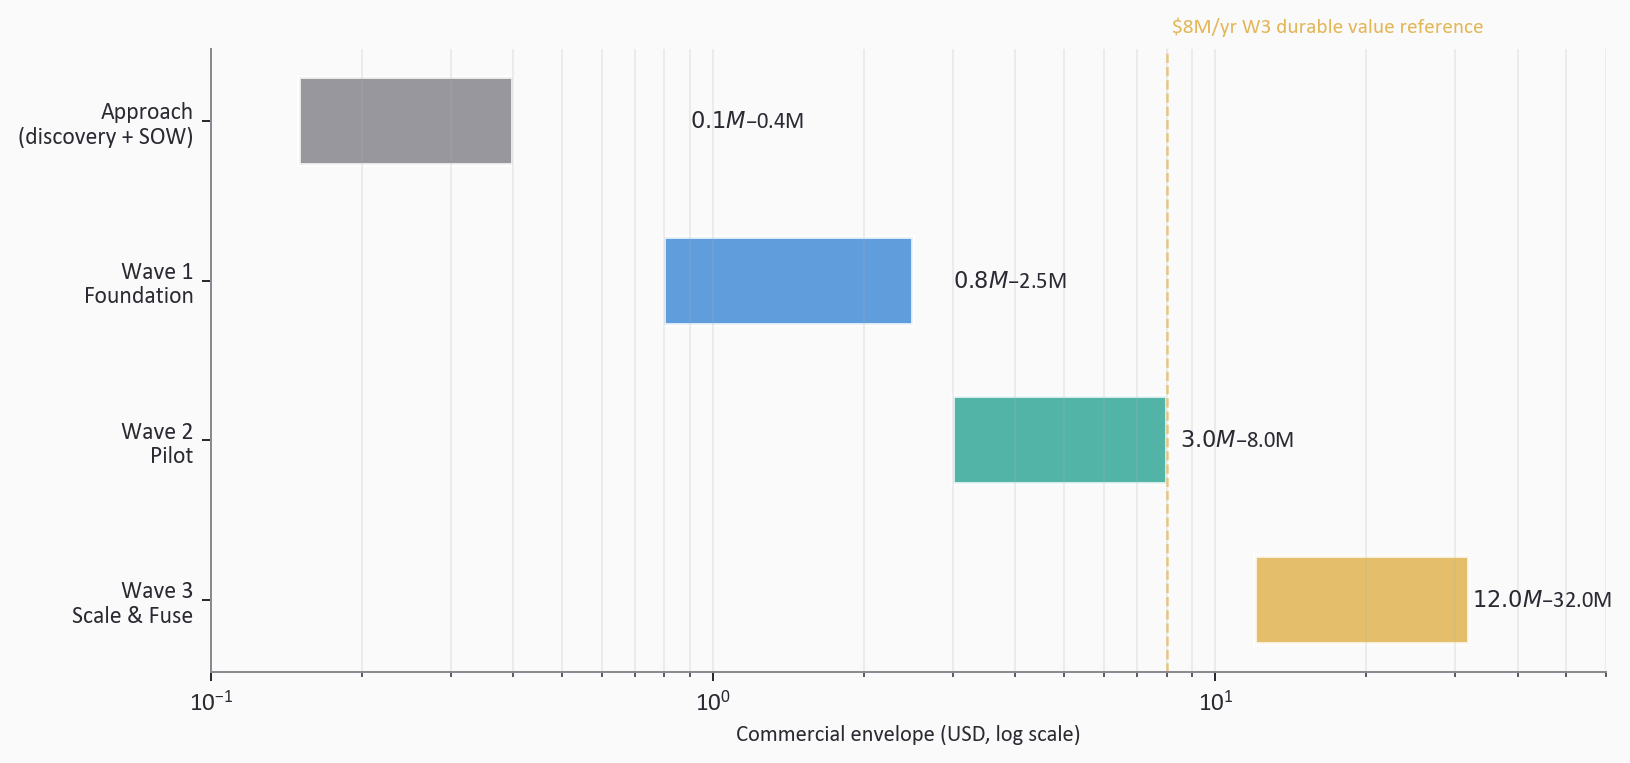 $8M/yr W3 durable value reference
Approach
(discovery + SOW)
0.1M–0.4M
Wave 1
Foundation
0.8M–2.5M
Wave 2
Pilot
3.0M–8.0M
Wave 3
Scale & Fuse
12.0M–32.0M
10⁻¹
10⁰
10¹
Commercial envelope (USD, log scale)